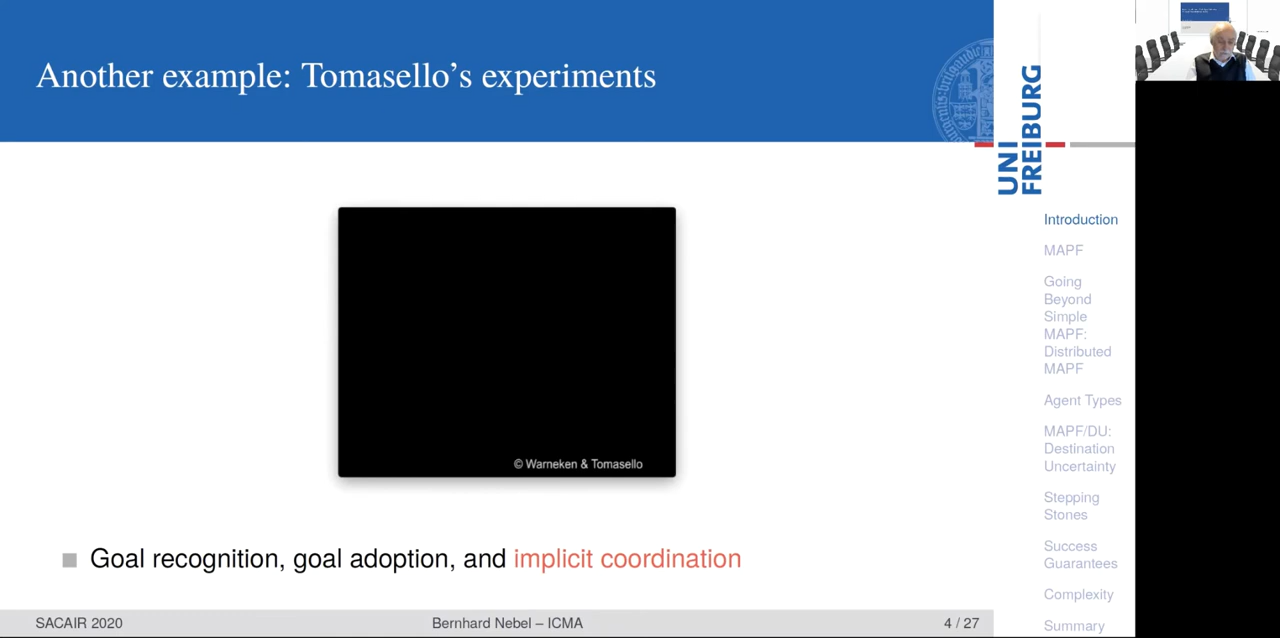 Another example: Tomasello's experiments
© Warneken & Tomasello
Goal recognition, goal adoption, and implicit coordination
SACAIR 2020
Bernhard Nebel – ICMA
4 / 27
UNI
FREIBURG
Introduction
MAPF
Going
Beyond
Simple
MAPF:
Distributed
MAPF
Agent Types
MAPF/DU:
Destination
Uncertainty
Stepping
Stones
Success
Guarantees
Complexity
Summary